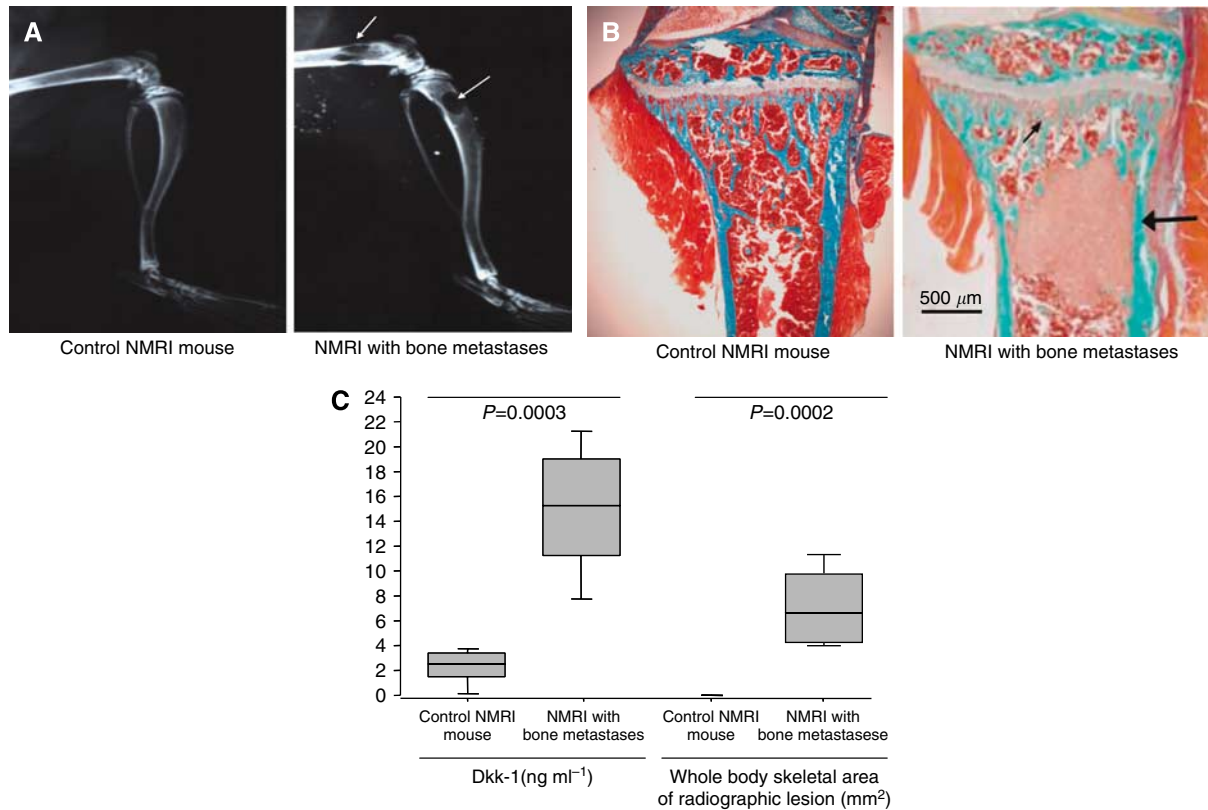 A
B
Control NMRI mouse
NMRI with bone metastases
500 μm
Control NMRI mouse
NMRI with bone metastases
C
24
22
20
18
16
14
12
10
8
6
4
2
0
P=0.0003
P=0.0002
Control NMRI
mouse
NMRI with
bone metastases
Control NMRI
mouse
NMRI with
bone metastasese
Dkk-1(ng ml⁻¹)
Whole body skeletal area
of radiographic lesion (mm²)